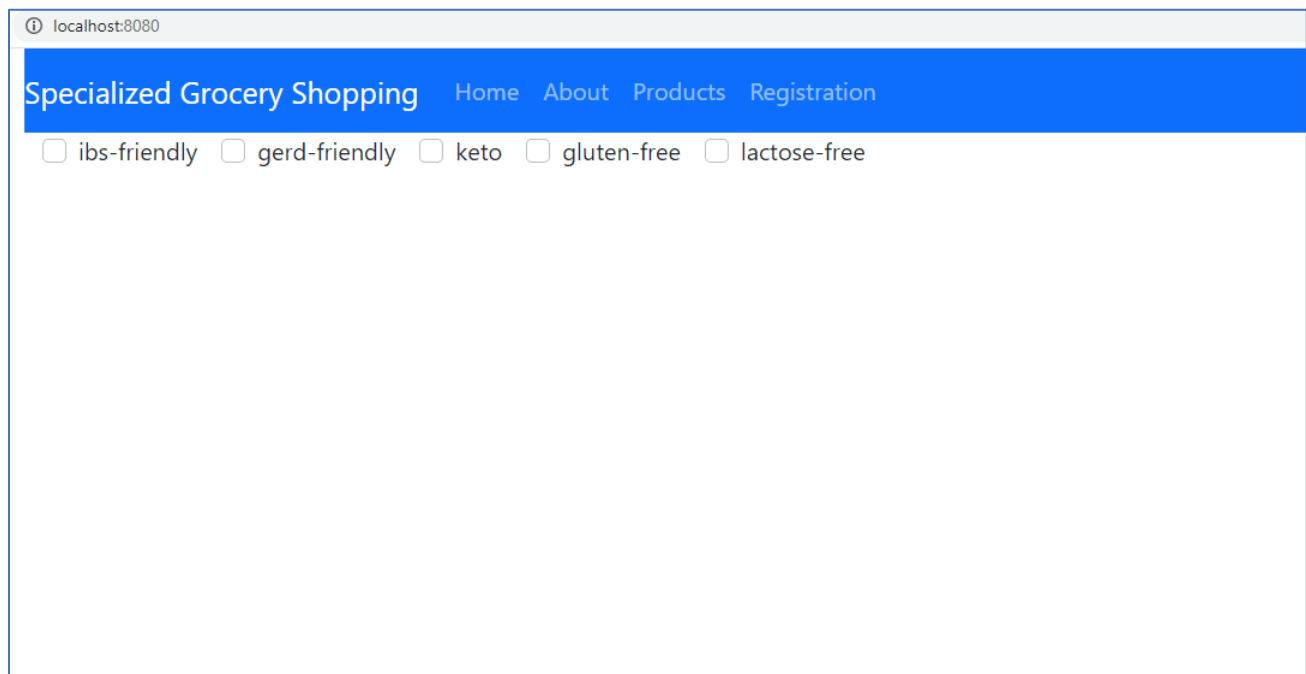 localhost:8080
Specialized Grocery Shopping Home About Products Registration
ibs-friendly gerd-friendly keto gluten-free lactose-free